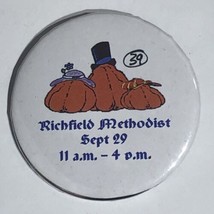 39
Richfield Methodist
Sept 29
11 a.m. - 4 p.m.